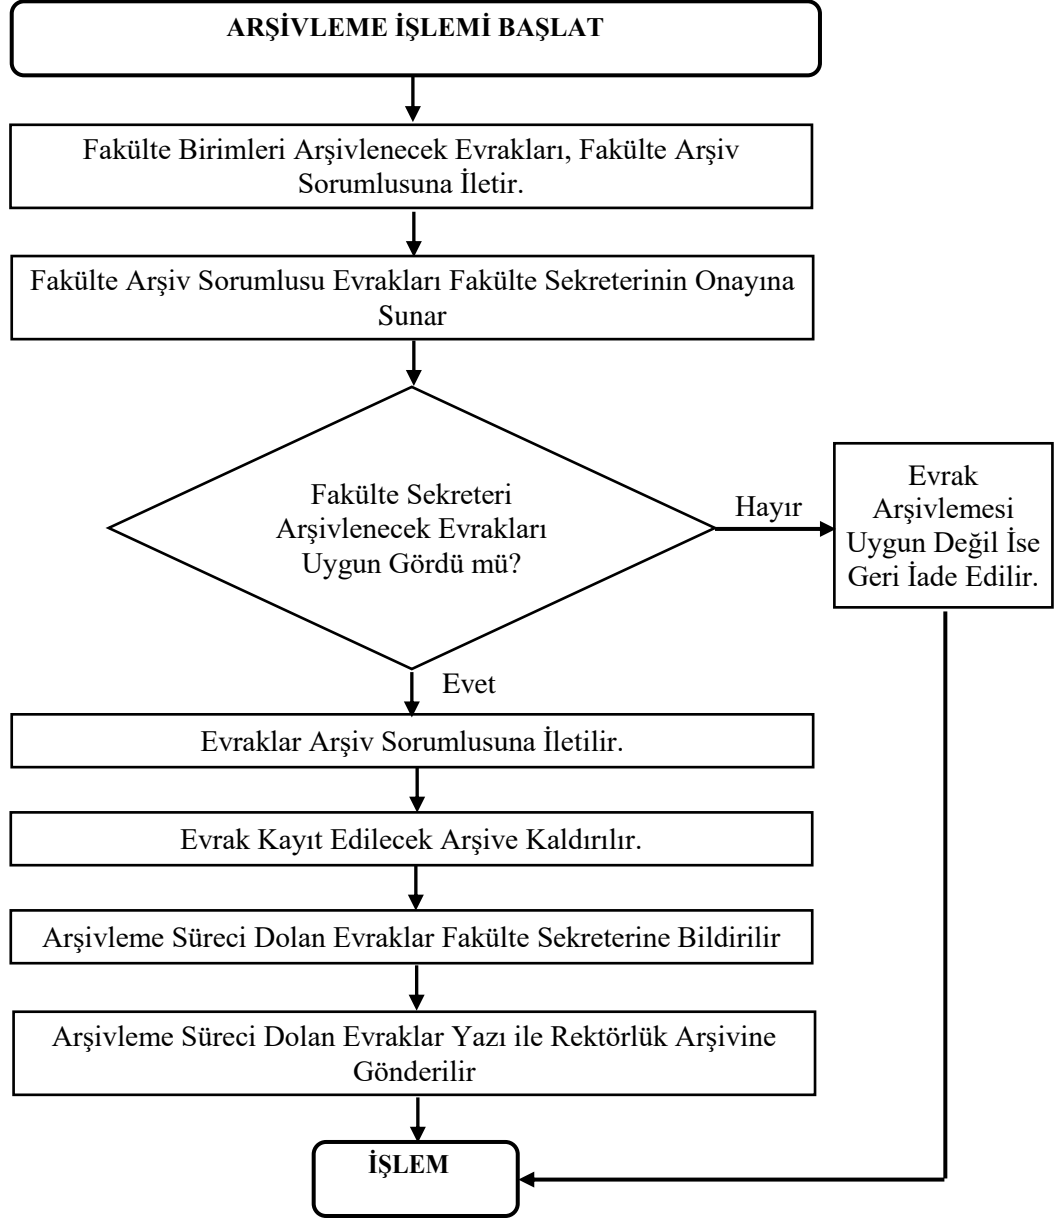 ARŞİVLEME İŞLEMİ BAŞLAT
Fakülte Birimleri Arşivlenecek Evrakları, Fakülte Arşiv
Sorumlusuna İletir.
Fakülte Arşiv Sorumlusu Evrakları Fakülte Sekreterinin Onayına
Sunar
Fakülte Sekreteri
Arşivlenecek Evrakları
Uygun Gördü mü?
Hayır
Evrak
Arşivlemesi
Uygun Değil İse
Geri İade Edilir.
Evet
Evraklar Arşiv Sorumlusuna İletilir.
Evrak Kayıt Edilecek Arşive Kaldırılır.
Arşivleme Süreci Dolan Evraklar Fakülte Sekreterine Bildirilir
Arşivleme Süreci Dolan Evraklar Yazı ile Rektörlük Arşivine
Gönderilir
İŞLEM